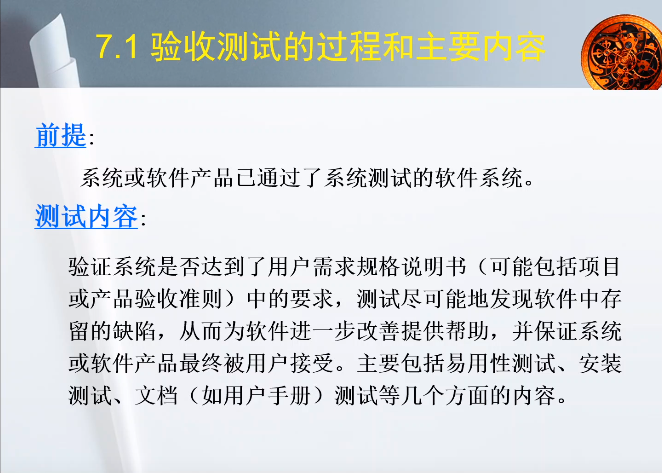 7.1 验收测试的过程和主要内容
前提:
系统或软件产品已通过了系统测试的软件系统。
测试内容:
验证系统是否达到了用户需求规格说明书（可能包括项目
或产品验收准则）中的要求，测试尽可能地发现软件中存
留的缺陷，从而为软件进一步改善提供帮助，并保证系统
或软件产品最终被用户接受。主要包括易用性测试、安装
测试、文档（如用户手册）测试等几个方面的内容。